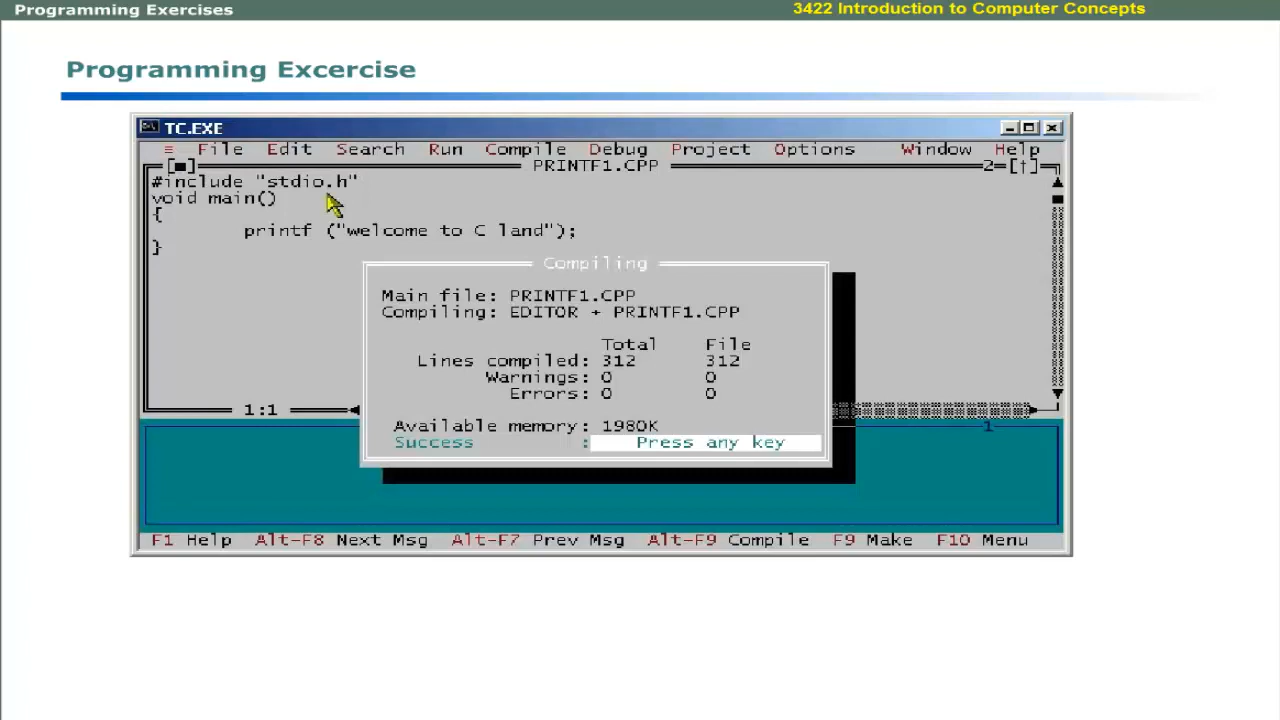 Programming Exercises
3422 Introduction to Computer Concepts
Programming Excercise
TC.EXE
≡ File Edit Search Run Compile Debug Project Options Window Help
[■] PRINTF1.CPP 2=[↑]
#include "stdio.h"
void main()
{
printf ("welcome to C land");
}
Compiling
Main file: PRINTF1.CPP
Compiling: EDITOR → PRINTF1.CPP
Total File
Lines compiled: 312 312
Warnings: 0 0
Errors: 0 0
1:1
Available memory: 1980K
1
Success : Press any key
F1 Help Alt-F8 Next Msg Alt-F7 Prev Msg Alt-F9 Compile F9 Make F10 Menu